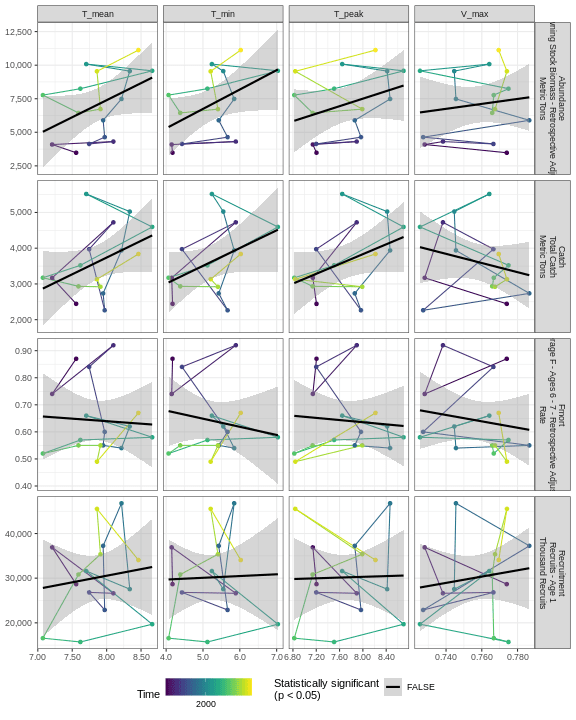 T_mean T_min T_peak V_max
12,500
10,000
7,500
5,000
2,500
Abundance
Stock Biomass - Retrospective
Metric Tons
5,000
4,000
3,000
2,000
Catch
Total Catch
Metric Tons
0.90
0.80
0.70
0.60
0.50
0.40
Fmort
F - Ages 6 - 7 - Retrospective
Rate
40,000
30,000
20,000
Recruitment
Recruits - Age 1
Thousand Recruits
7.00 7.50 8.00 8.50 4.0 5.0 6.0 7.0 6.80 7.20 7.60 8.00 8.40 0.740 0.760 0.780
Time
2000
Statistically significant
(p < 0.05)
FALSE